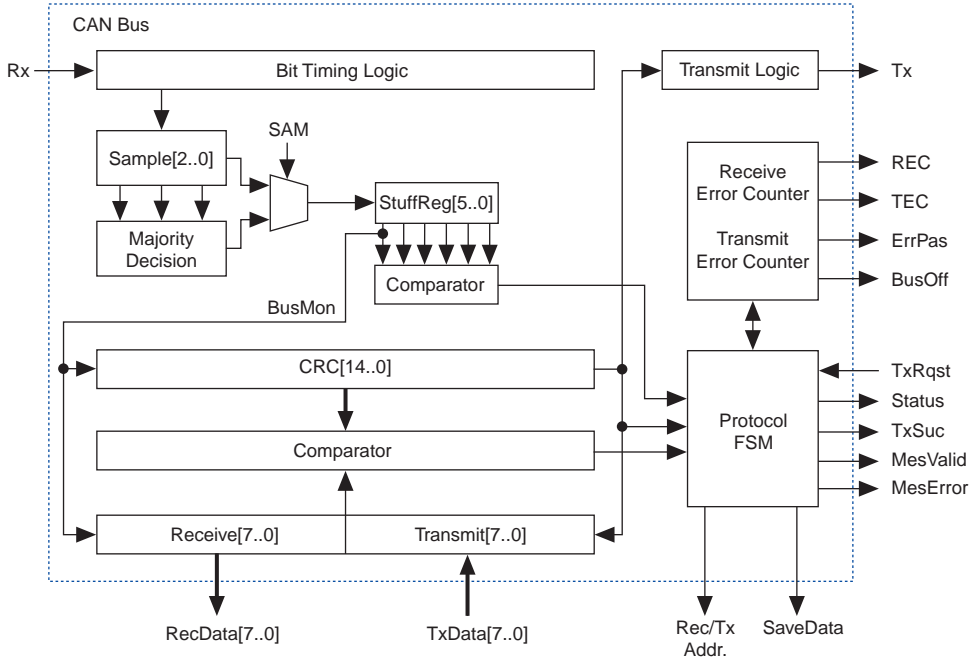 CAN Bus
Rx
Bit Timing Logic
Transmit Logic
Tx
SAM
Sample[2..0]
Majority
Decision
StuffReg[5..0]
Comparator
BusMon
Receive
Error Counter
Transmit
Error Counter
REC
TEC
ErrPas
BusOff
CRC[14..0]
Comparator
Receive[7..0]
Transmit[7..0]
Protocol
FSM
TxRqst
Status
TxSuc
MesValid
MesError
RecData[7..0]
TxData[7..0]
Rec/Tx
Addr.
SaveData